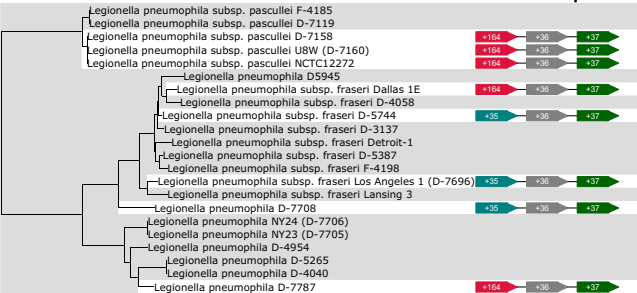 Legionella pneumophila subsp. pascullei F-4185
Legionella pneumophila subsp. pascullei D-7119
Legionella pneumophila subsp. pascullei D-7158 +164 +36 +37
Legionella pneumophila subsp. pascullei U8W (D-7160) +164 +36 +37
Legionella pneumophila subsp. pascullei NCTC12272 +164 +36 +37
Legionella pneumophila D5945
Legionella pneumophila subsp. fraseri Dallas 1E +164 +36 +37
Legionella pneumophila subsp. fraseri D-4058
Legionella pneumophila subsp. fraseri D-5744 +35 +36 +37
Legionella pneumophila subsp. fraseri D-3137
Legionella pneumophila subsp. fraseri Detroit-1
Legionella pneumophila subsp. fraseri D-5387
Legionella pneumophila subsp. fraseri F-4198
Legionella pneumophila subsp. fraseri Los Angeles 1 (D-7696) +35 +36 +37
Legionella pneumophila subsp. fraseri Lansing 3
Legionella pneumophila D-7708 +35 +36 +37
Legionella pneumophila NY24 (D-7706)
Legionella pneumophila NY23 (D-7705)
Legionella pneumophila D-4954
Legionella pneumophila D-5265
Legionella pneumophila D-4040
Legionella pneumophila D-7787 +164 +36 +37